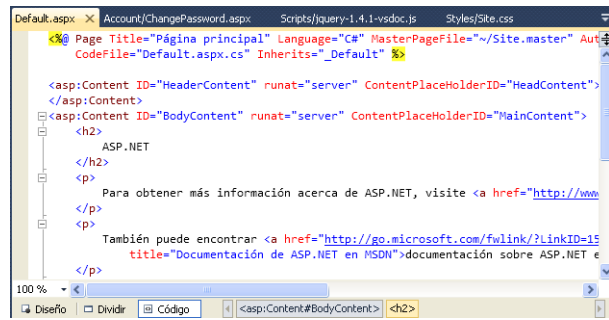 Default.aspx X Account/ChangePassword.aspx Scripts/jquery-1.4.1-vsdoc.js Styles/Site.css
<%@ Page Title="Página principal" Language="C#" MasterPageFile="~/Site.master" Aut
CodeFile="Default.aspx.cs" Inherits="_Default" %>
<asp:Content ID="HeaderContent" runat="server" ContentPlaceHolderID="HeadContent">
</asp:Content>
<asp:Content ID="BodyContent" runat="server" ContentPlaceHolderID="MainContent">
<h2>
ASP.NET
</h2>
<p>
Para obtener más información acerca de ASP.NET, visite <a href="http://www
</p>
<p>
También puede encontrar <a href="http://go.microsoft.com/fwlink/?LinkID=15
title="Documentación de ASP.NET en MSDN">documentación sobre ASP.NET e
</p>
100 %
Diseño Dividir Código <asp:Content#BodyContent> <h2>